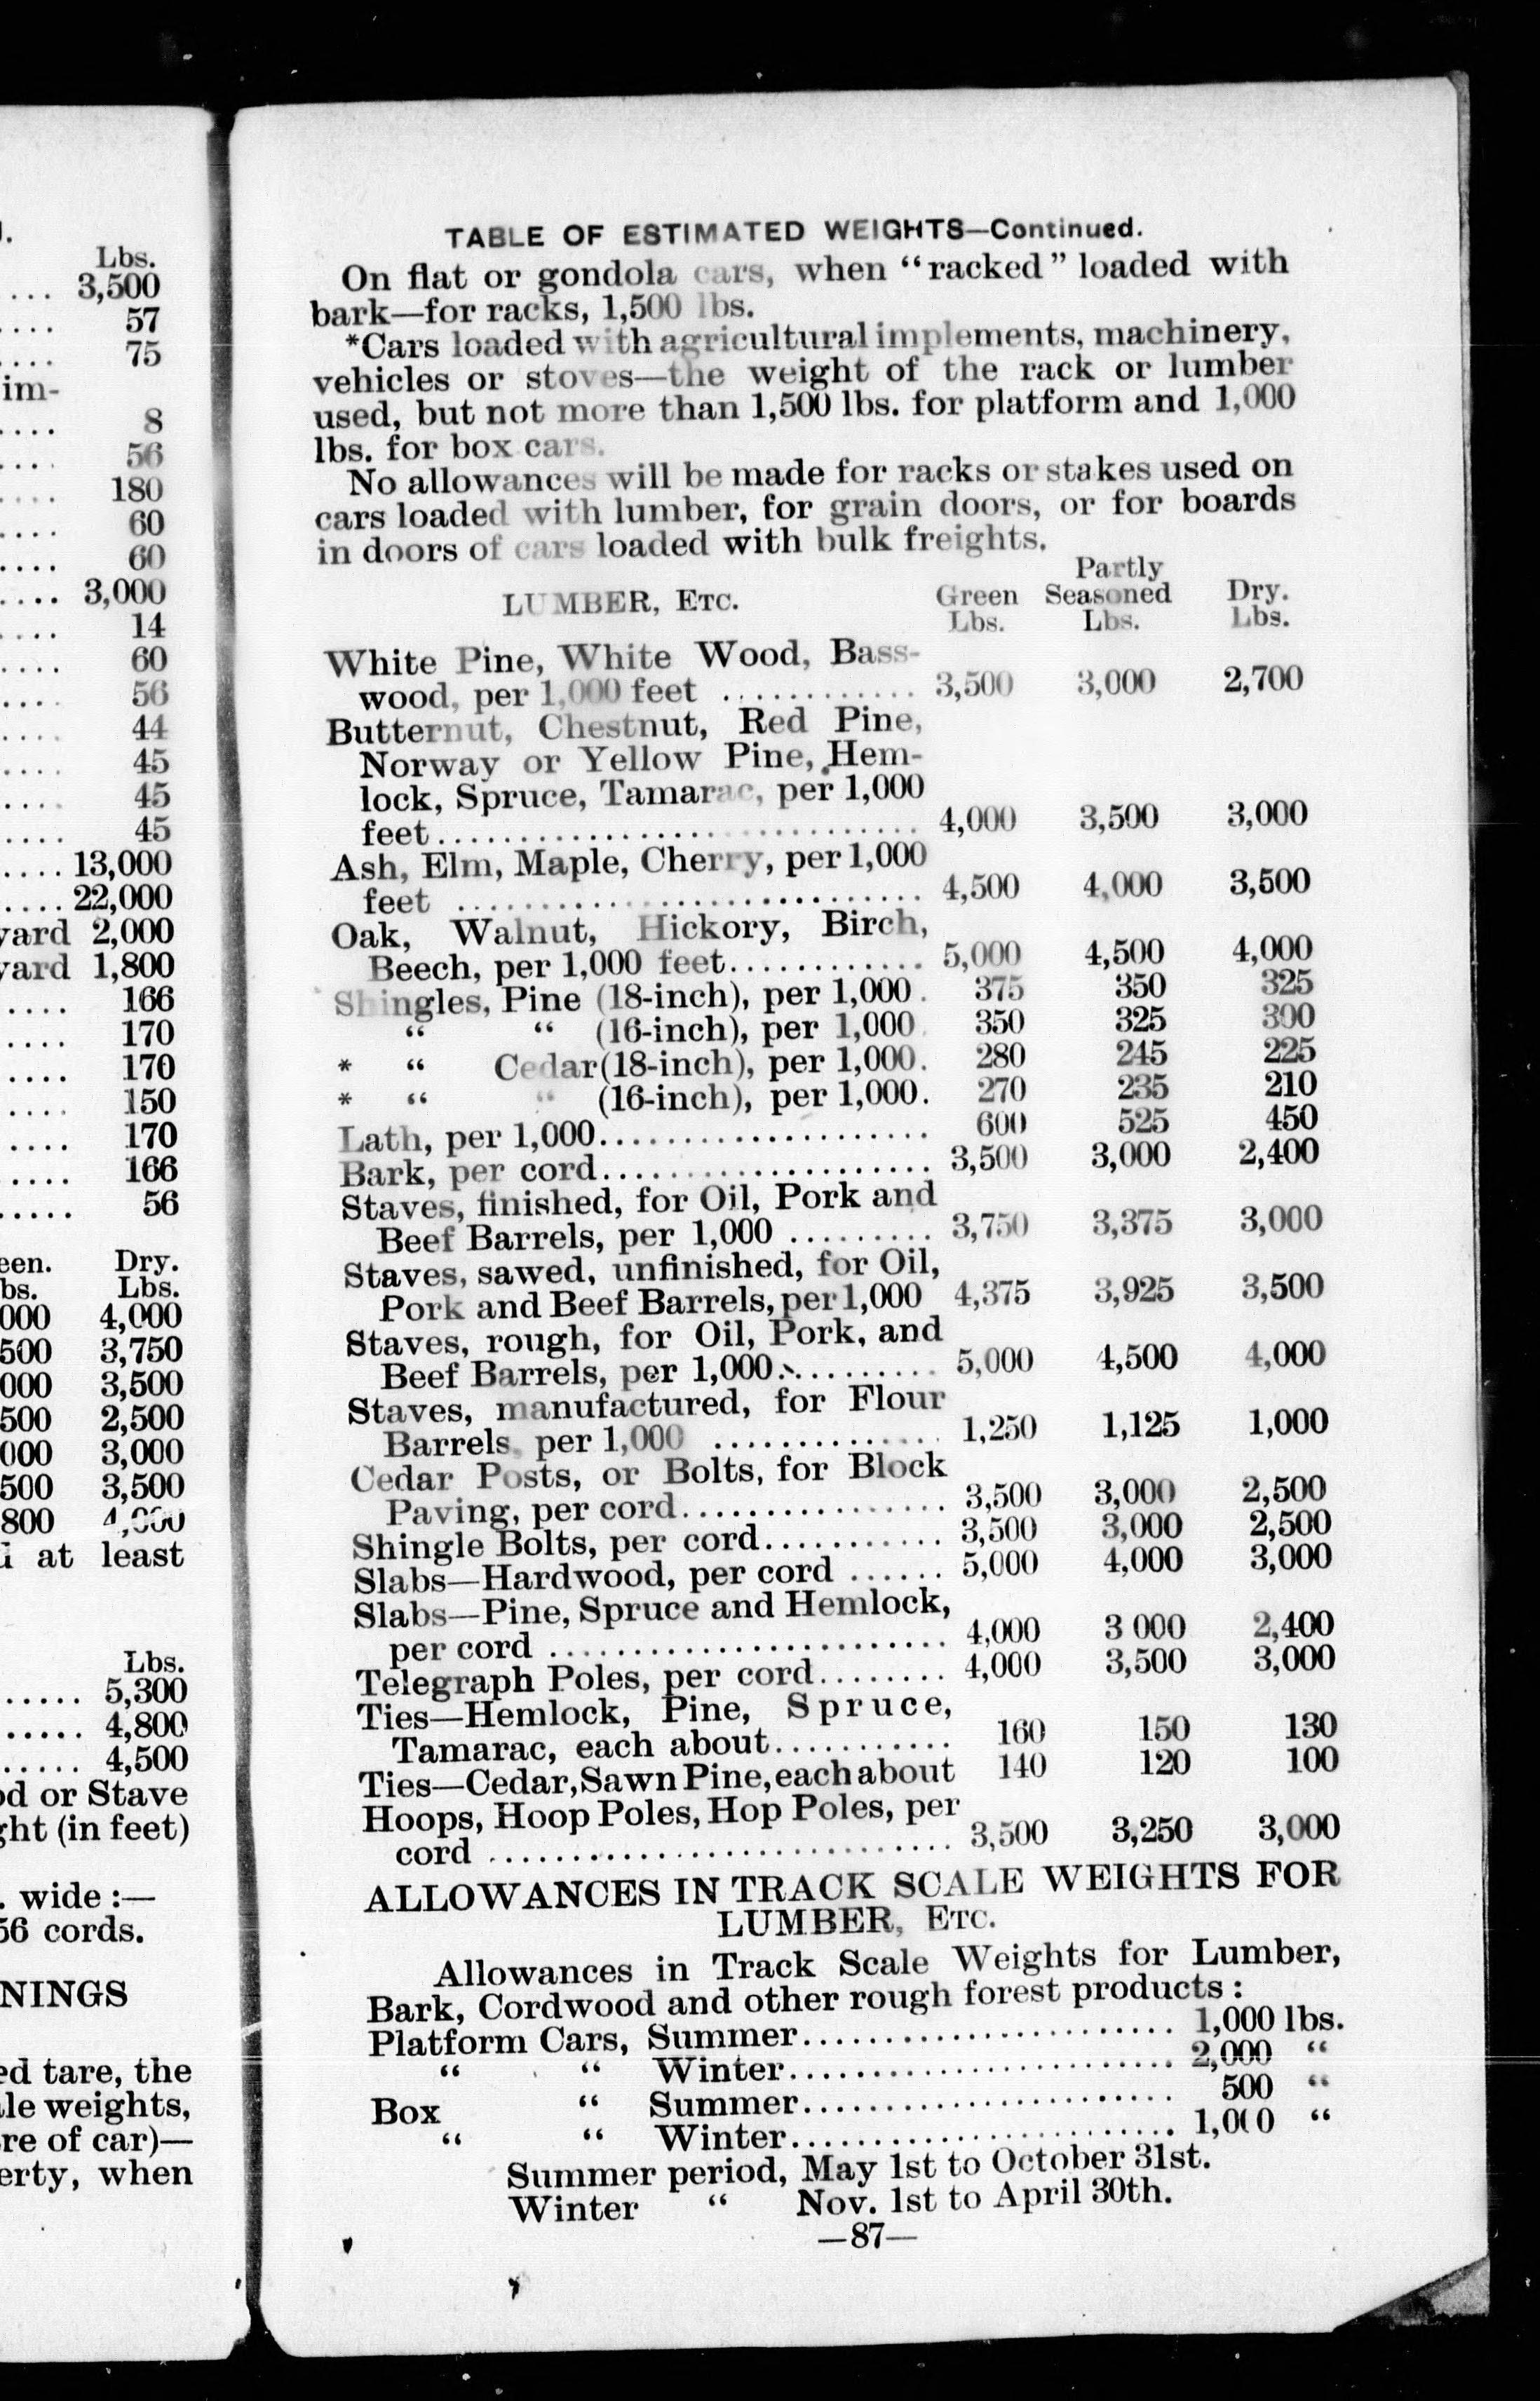 ).
Lbs.
... 3,500
.... 57
.... 75
im-
.... 8
.... 56
.... 180
.... 60
.... 60
.... 3,000
.... 14
.... 60
.... 56
.... 44
.... 45
.... 45
.... 45
.... 13,000
.... 22,000
yard 2,000
yard 1,800
.... 166
.... 170
.... 170
.... 150
.... 170
.... 166
..... 56
een. Dry.
bs. Lbs.
000 4,000
500 3,750
000 3,500
500 2,500
000 3,000
500 3,500
800 4,000
at least
Lbs.
..... 5,300
..... 4,800
..... 4,500
od or Stave
ght (in feet)
. wide :—
56 cords.
NINGS
ed tare, the
le weights,
re of car)—
erty, when
TABLE OF ESTIMATED WEIGHTS—Continued.
On flat or gondola cars, when “racked” loaded with
bark—for racks, 1,500 lbs.
*Cars loaded with agricultural implements, machinery,
vehicles or stoves—the weight of the rack or lumber
used, but not more than 1,500 lbs. for platform and 1,000
lbs. for box cars.
No allowances will be made for racks or stakes used on
cars loaded with lumber, for grain doors, or for boards
in doors of cars loaded with bulk freights.
Partly
LUMBER, ETC. Green Seasoned Dry.
Lbs. Lbs. Lbs.
White Pine, White Wood, Bass-
wood, per 1,000 feet ............ 3,500 3,000 2,700
Butternut, Chestnut, Red Pine,
Norway or Yellow Pine, Hem-
lock, Spruce, Tamarac, per 1,000
feet............................. 4,000 3,500 3,000
Ash, Elm, Maple, Cherry, per 1,000
feet ............................ 4,500 4,000 3,500
Oak, Walnut, Hickory, Birch,
Beech, per 1,000 feet............ 5,000 4,500 4,000
Shingles, Pine (18-inch), per 1,000. 375 350 325
“ “ (16-inch), per 1,000. 350 325 300
* “ Cedar (18-inch), per 1,000. 280 245 225
* “ “ (16-inch), per 1,000. 270 235 210
Lath, per 1,000.................... 600 525 450
Bark, per cord.................... 3,500 3,000 2,400
Staves, finished, for Oil, Pork and
Beef Barrels, per 1,000 ......... 3,750 3,375 3,000
Staves, sawed, unfinished, for Oil,
Pork and Beef Barrels, per 1,000 4,375 3,925 3,500
Staves, rough, for Oil, Pork, and
Beef Barrels, per 1,000.......... 5,000 4,500 4,000
Staves, manufactured, for Flour
Barrels, per 1,000 .............. 1,250 1,125 1,000
Cedar Posts, or Bolts, for Block
Paving, per cord................ 3,500 3,000 2,500
Shingle Bolts, per cord........... 3,500 3,000 2,500
Slabs—Hardwood, per cord ...... 5,000 4,000 3,000
Slabs—Pine, Spruce and Hemlock,
per cord ........................ 4,000 3 000 2,400
Telegraph Poles, per cord........ 4,000 3,500 3,000
Ties—Hemlock, Pine, Spruce,
Tamarac, each about........... 160 150 130
Ties—Cedar, Sawn Pine, each about 140 120 100
Hoops, Hoop Poles, Hop Poles, per
cord ............................ 3,500 3,250 3,000
ALLOWANCES IN TRACK SCALE WEIGHTS FOR
LUMBER, ETC.
Allowances in Track Scale Weights for Lumber,
Bark, Cordwood and other rough forest products :
Platform Cars, Summer........................ 1,000 lbs.
“ “ Winter......................... 2,000 “
Box “ Summer........................ 500 “
“ “ Winter......................... 1,000 “
Summer period, May 1st to October 31st.
Winter “ Nov. 1st to April 30th.
—87—